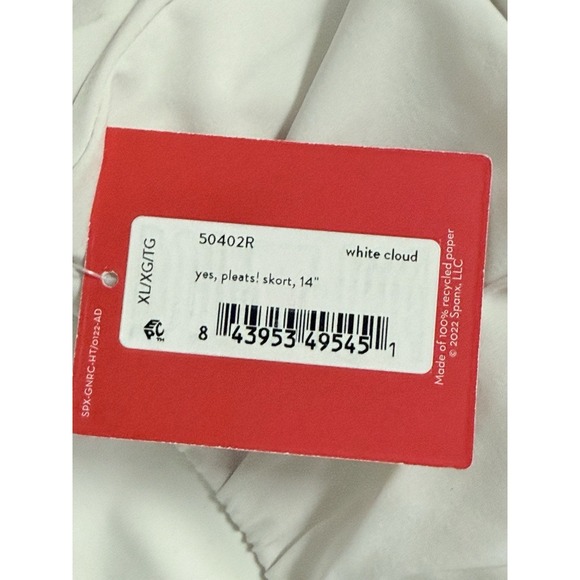 50402R
white cloud
XL/XG/TG
yes, pleats! skort, 14"
EPC™
8 43953 49545 1
Made of 100% recycled paper
© 2022 Spanx, LLC
SPX-GNRC-HT/0122-AD